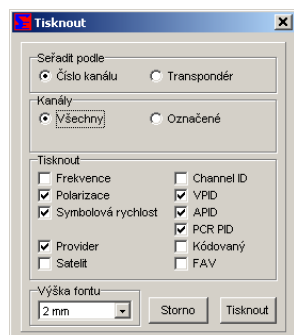 Tisknout
Seřadit podle
Číslo kanálu Transpondér
Kanály
Všechny Označené
Tisknout
Frekvence Channel ID
Polarizace VPID
Symbolová rychlost APID
PCR PID
Provider Kódovaný
Satelit FAV
Výška fontu
2 mm Storno Tisknout